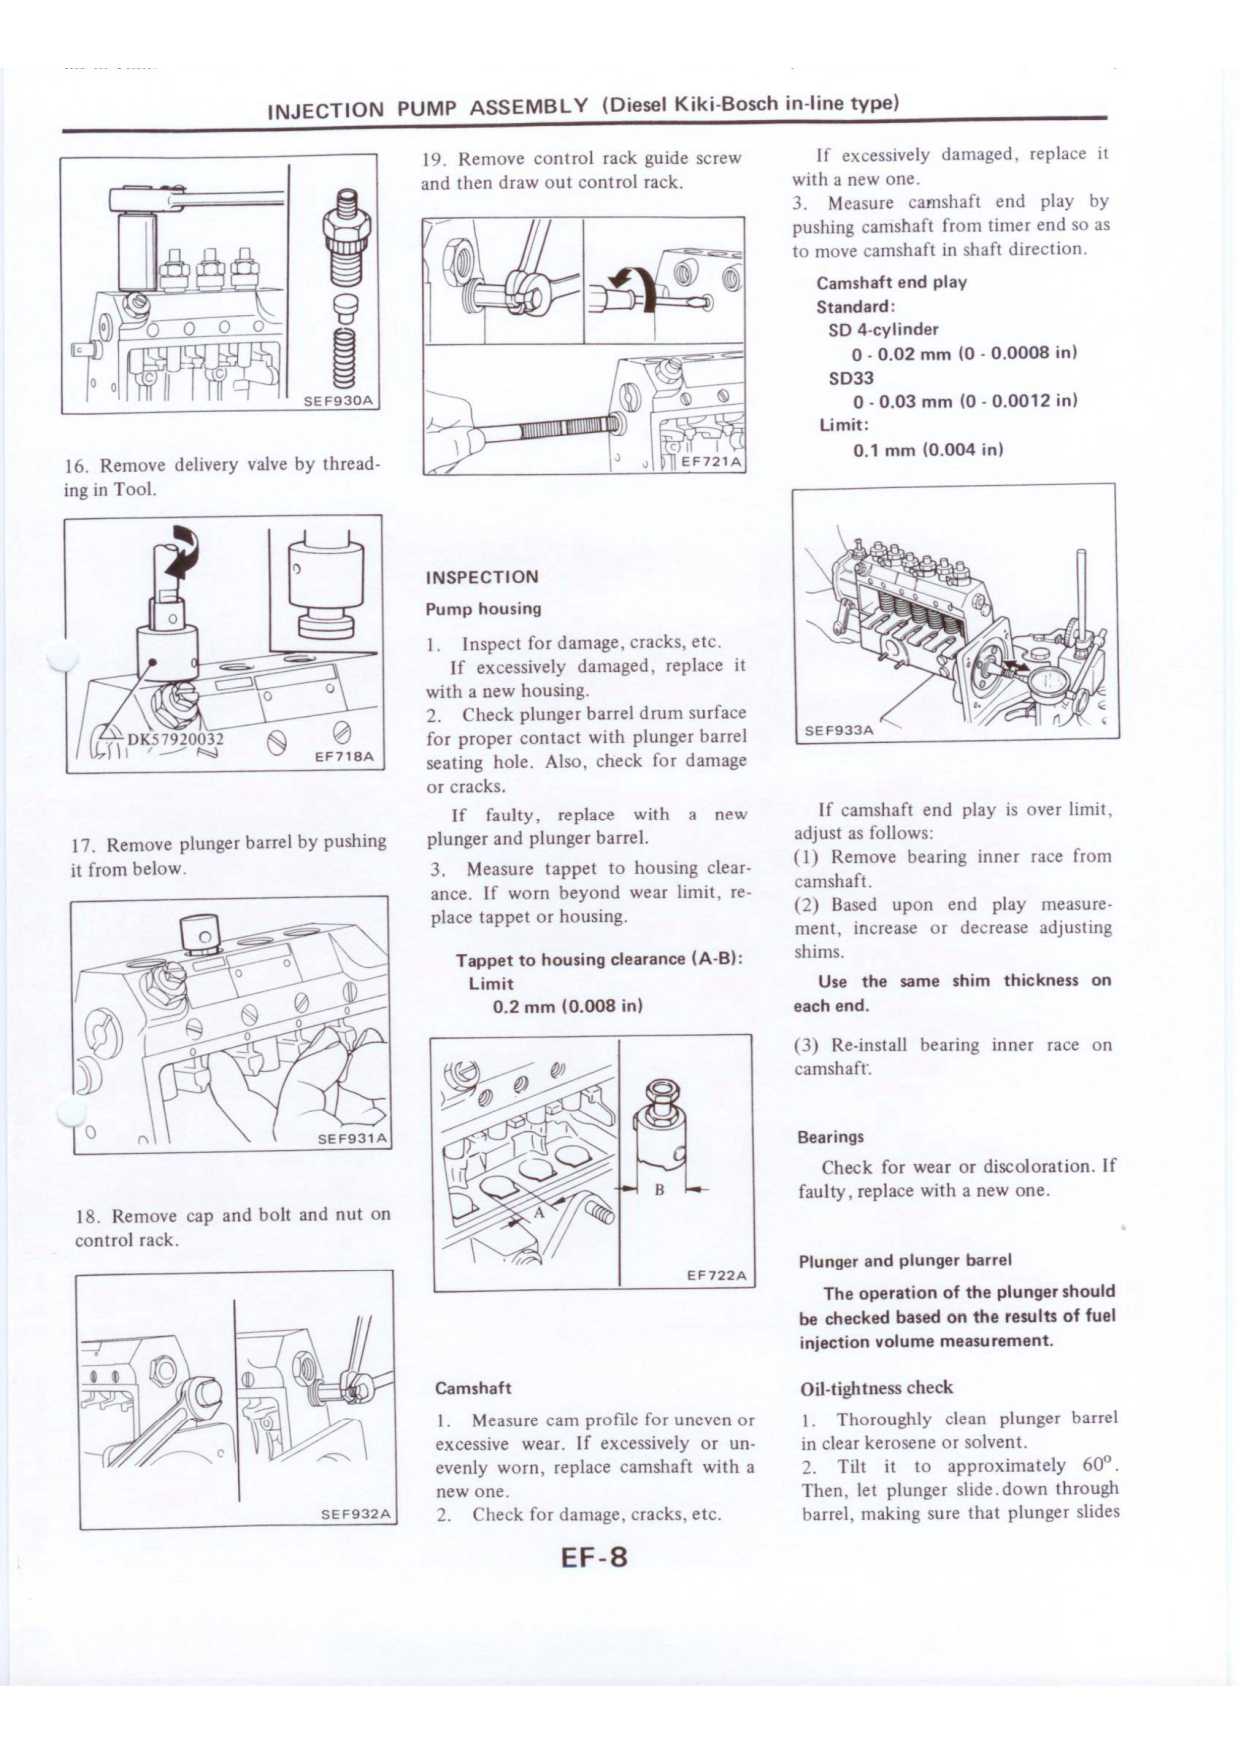 INJECTION PUMP ASSEMBLY (Diesel Kiki-Bosch in-line type)
SEF930A
16. Remove delivery valve by thread-
ing in Tool.
DK57920032
EF718A
17. Remove plunger barrel by pushing
it from below.
SEF931A
18. Remove cap and bolt and nut on
control rack.
SEF932A
19. Remove control rack guide screw
and then draw out control rack.
EF721A
INSPECTION
Pump housing
1. Inspect for damage, cracks, etc.
If excessively damaged, replace it
with a new housing.
2. Check plunger barrel drum surface
for proper contact with plunger barrel
seating hole. Also, check for damage
or cracks.
If faulty, replace with a new
plunger and plunger barrel.
3. Measure tappet to housing clear-
ance. If worn beyond wear limit, re-
place tappet or housing.
Tappet to housing clearance (A-B):
Limit
0.2 mm (0.008 in)
A
B
EF722A
Camshaft
1. Measure cam profile for uneven or
excessive wear. If excessively or un-
evenly worn, replace camshaft with a
new one.
2. Check for damage, cracks, etc.
If excessively damaged, replace it
with a new one.
3. Measure camshaft end play by
pushing camshaft from timer end so as
to move camshaft in shaft direction.
Camshaft end play
Standard:
SD 4-cylinder
0 - 0.02 mm (0 - 0.0008 in)
SD33
0 - 0.03 mm (0 - 0.0012 in)
Limit:
0.1 mm (0.004 in)
SEF933A
If camshaft end play is over limit,
adjust as follows:
(1) Remove bearing inner race from
camshaft.
(2) Based upon end play measure-
ment, increase or decrease adjusting
shims.
Use the same shim thickness on
each end.
(3) Re-install bearing inner race on
camshaft.
Bearings
Check for wear or discoloration. If
faulty, replace with a new one.
Plunger and plunger barrel
The operation of the plunger should
be checked based on the results of fuel
injection volume measurement.
Oil-tightness check
1. Thoroughly clean plunger barrel
in clear kerosene or solvent.
2. Tilt it to approximately 60°.
Then, let plunger slide down through
barrel, making sure that plunger slides
EF-8